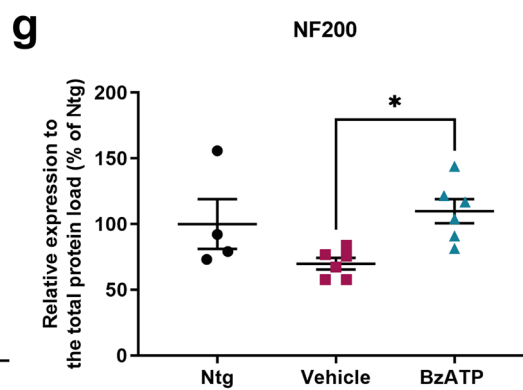 g
NF200
Relative expression to
the total protein load (% of Ntg)
200
150
100
50
0
*
Ntg
Vehicle
BzATP